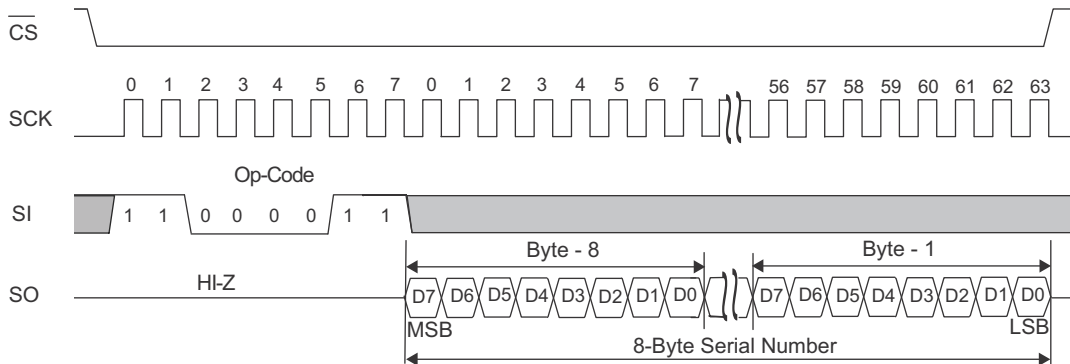 CS
0 1 2 3 4 5 6 7 0 1 2 3 4 5 6 7 56 57 58 59 60 61 62 63
SCK
Op-Code
SI 1 1 0 0 0 0 1 1
Byte - 8 Byte - 1
HI-Z
SO D7 D6 D5 D4 D3 D2 D1 D0 D7 D6 D5 D4 D3 D2 D1 D0
MSB LSB
8-Byte Serial Number